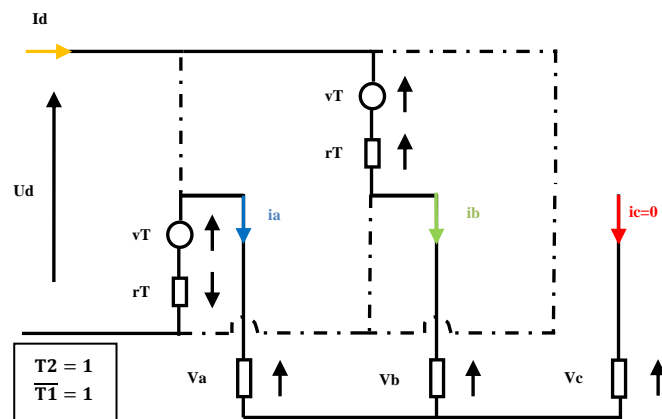 Id
vT
rT
Ud
ia
ib
ic=0
vT
rT
T2 = 1
T1̅ = 1
Va
Vb
Vc